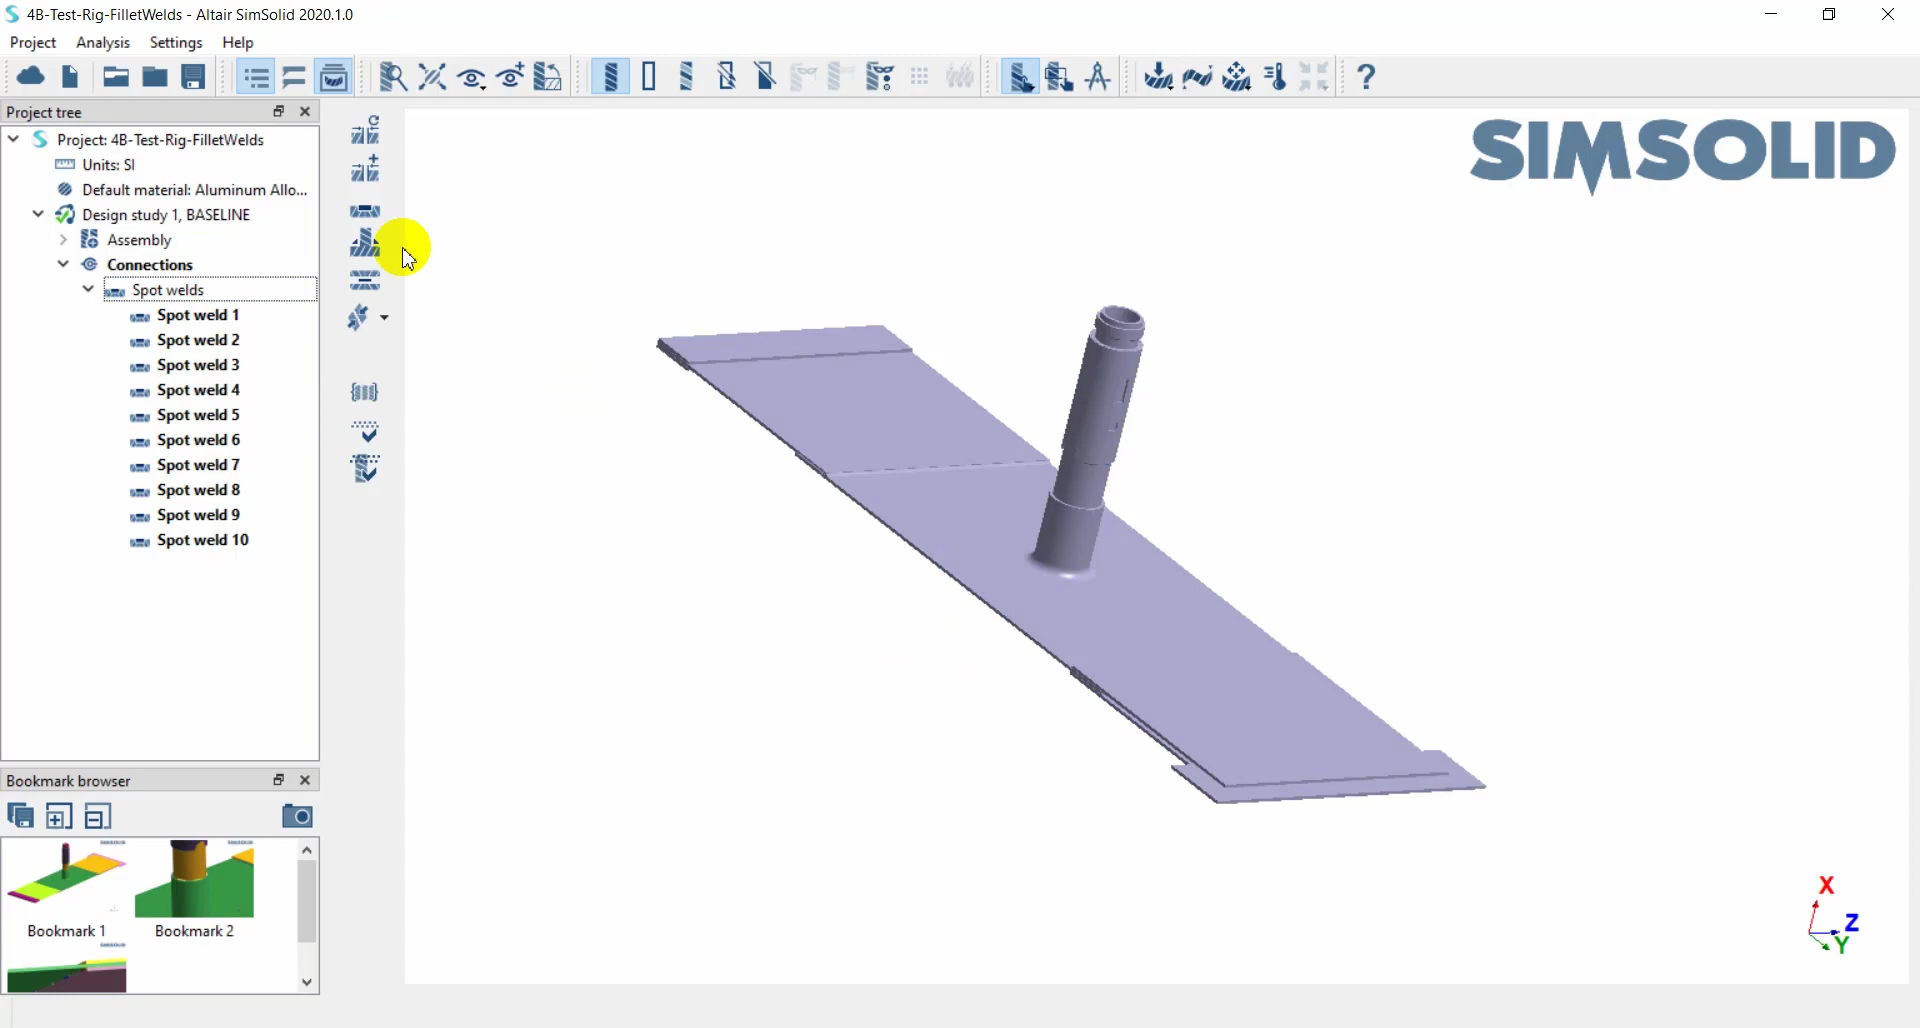 4B-Test-Rig-FilletWelds - Altair SimSolid 2020.1.0
Project Analysis Settings Help
Project tree
Project: 4B-Test-Rig-FilletWelds
Units: SI
Default material: Aluminum Allo...
Design study 1, BASELINE
Assembly
Connections
Spot welds
Spot weld 1
Spot weld 2
Spot weld 3
Spot weld 4
Spot weld 5
Spot weld 6
Spot weld 7
Spot weld 8
Spot weld 9
Spot weld 10
Bookmark browser
Bookmark 1 Bookmark 2
SIMSOLID
X
Z
Y